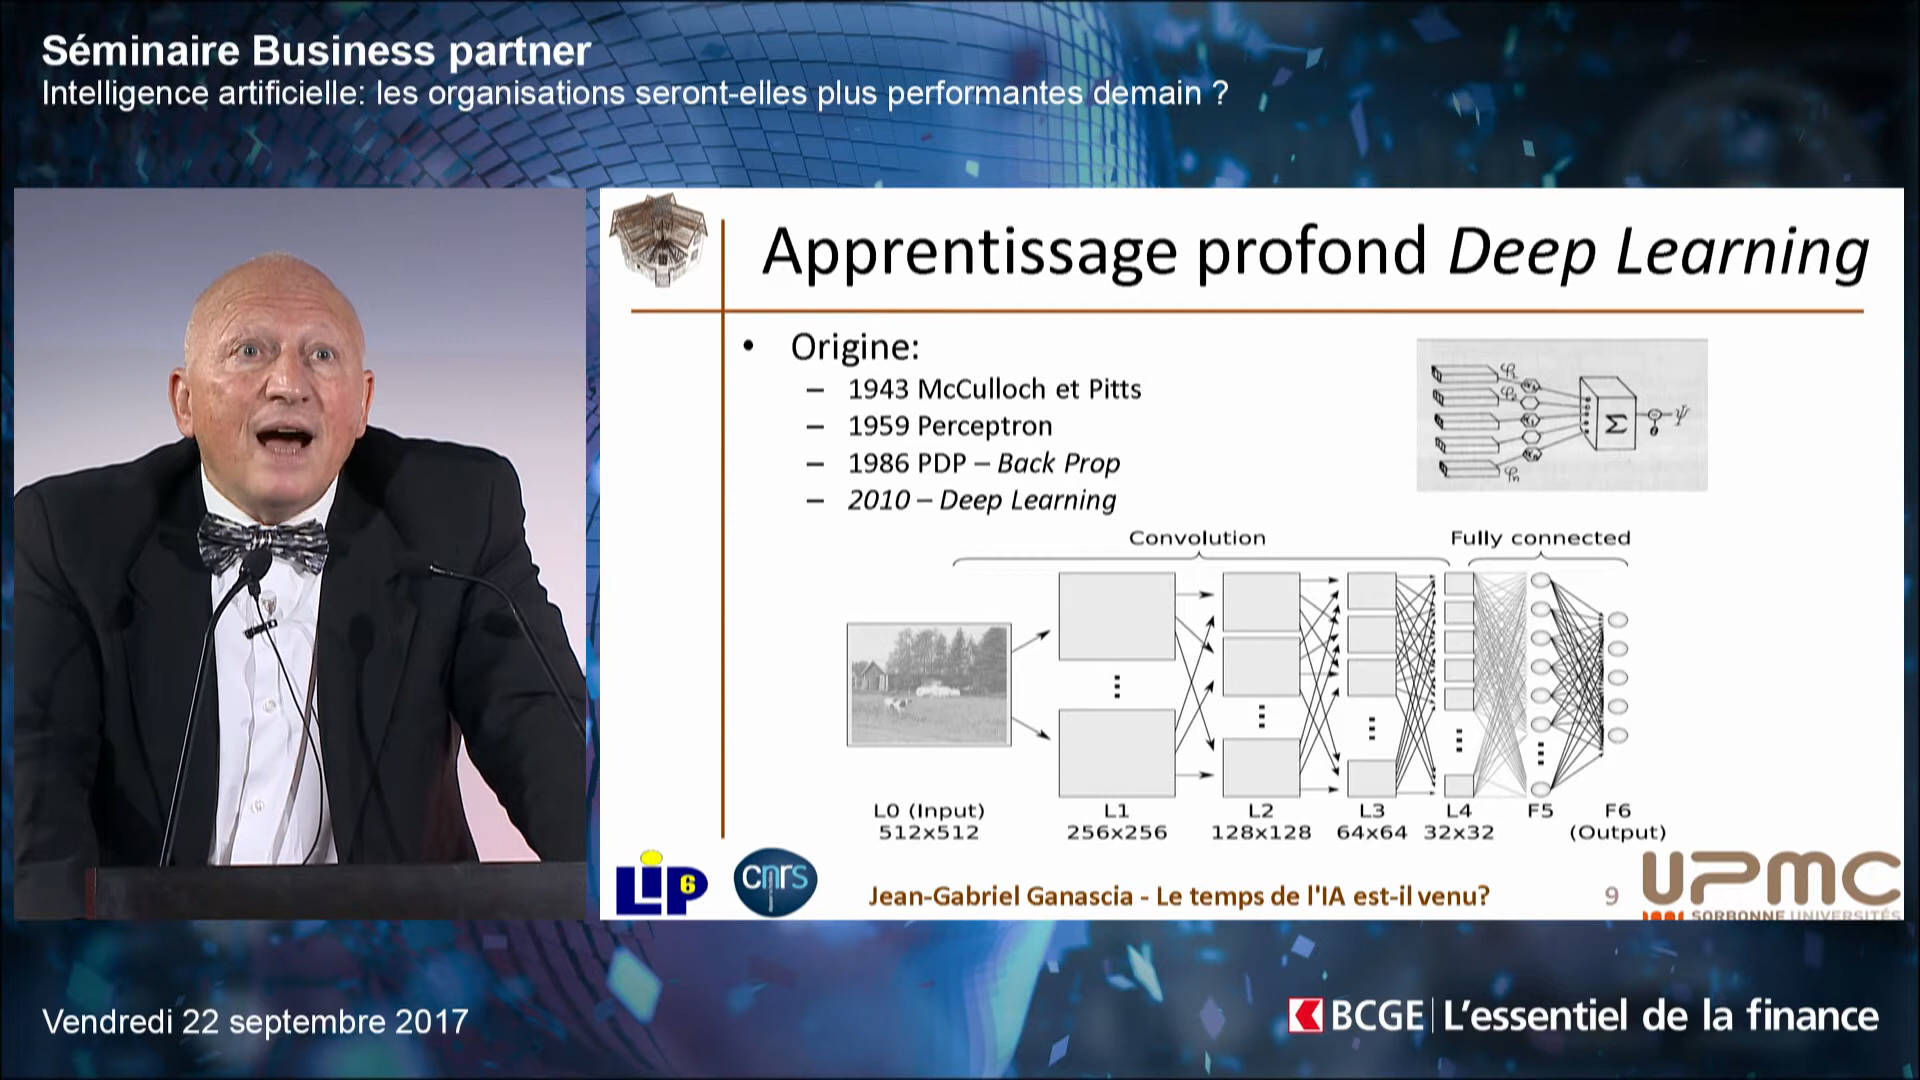 Séminaire Business partner
Intelligence artificielle: les organisations seront-elles plus performantes demain ?
Apprentissage profond Deep Learning
• Origine:
– 1943 McCulloch et Pitts
– 1959 Perceptron
– 1986 PDP – Back Prop
– 2010 – Deep Learning
Σ
Ψ
Convolution
Fully connected
L0 (Input)
512x512
L1
256x256
L2
128x128
L3
64x64
L4
32x32
F5
F6
(Output)
LIP6
cnrs
Jean-Gabriel Ganascia - Le temps de l'IA est-il venu?
9
UPMC
SORBONNE UNIVERSITÉS
Vendredi 22 septembre 2017
BCGE L'essentiel de la finance